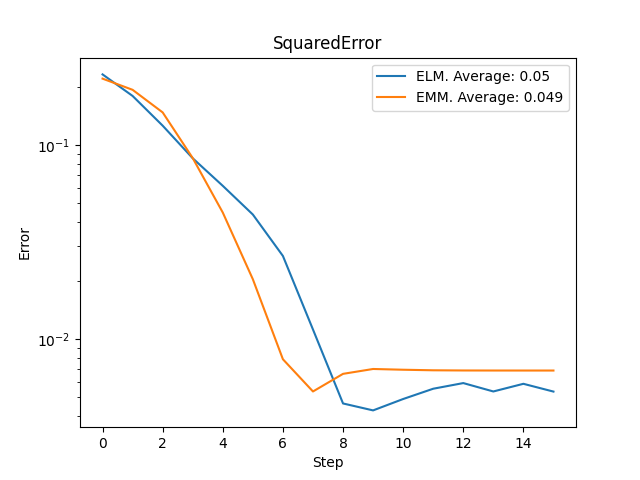 SquaredError
ELM. Average: 0.05
EMM. Average: 0.049
Error
10⁻¹
10⁻²
0 2 4 6 8 10 12 14
Step